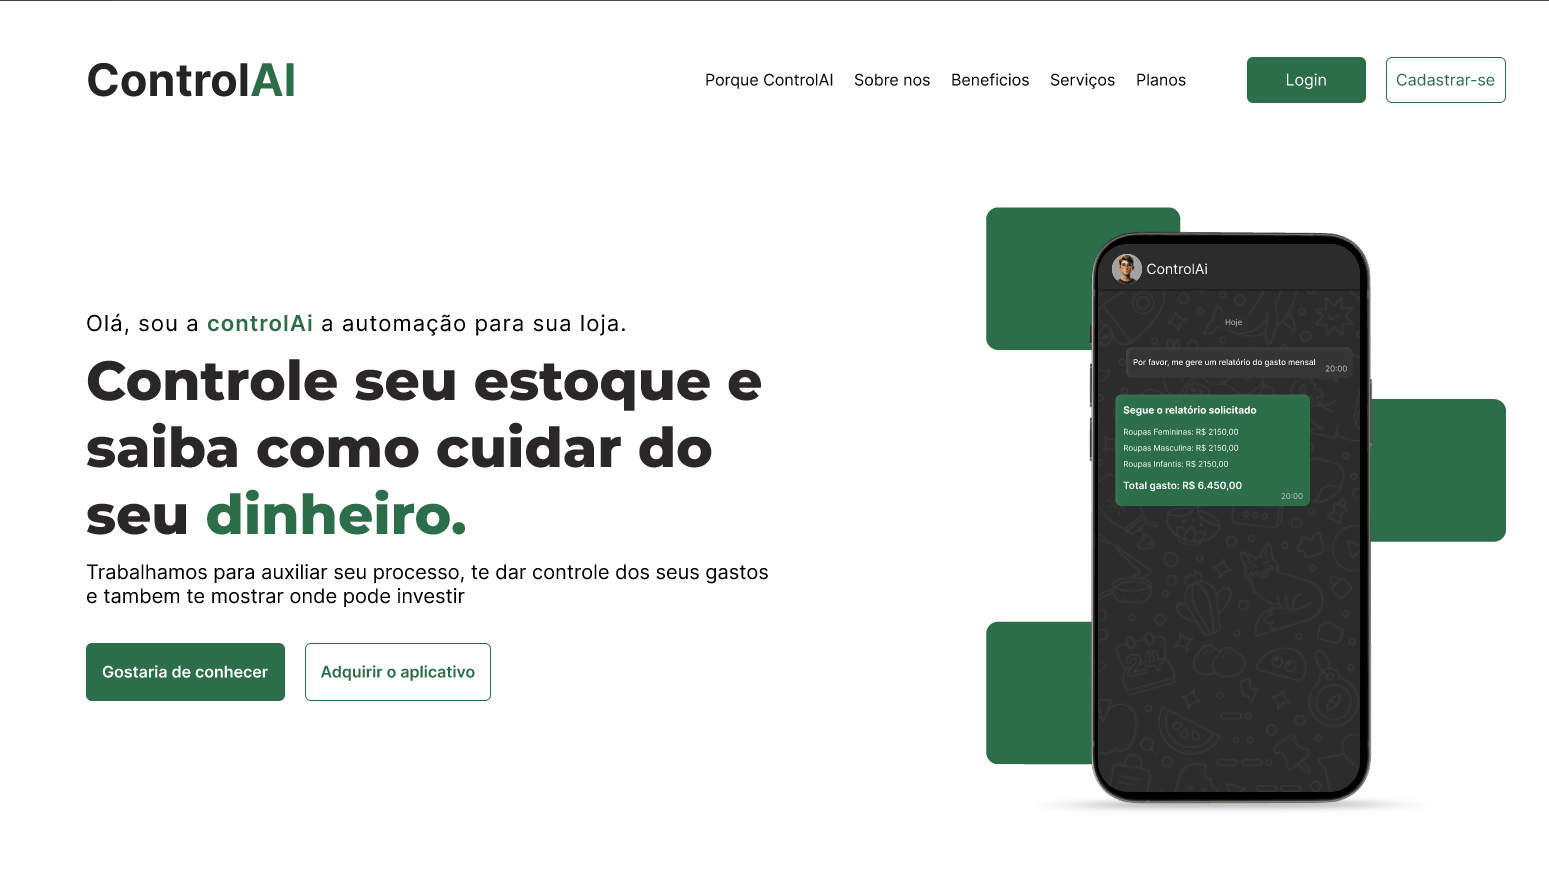 ControlAI
Porque ControlAI
Sobre nos
Beneficios
Serviços
Planos
Login
Cadastrar-se
Olá, sou a controlAi a automação para sua loja.
Controle seu estoque e
saiba como cuidar do
seu dinheiro.
Trabalhamos para auxiliar seu processo, te dar controle dos seus gastos
e tambem te mostrar onde pode investir
Gostaria de conhecer
Adquirir o aplicativo
ControlAi
Hoje
Por favor, me gere um relatório do gasto mensal
20:00
Segue o relatório solicitado
Roupas Femininas: R$ 2150,00
Roupas Masculina: R$ 2150,00
Roupas Infantis: R$ 2150,00
Total gasto: R$ 6.450,00
20:00